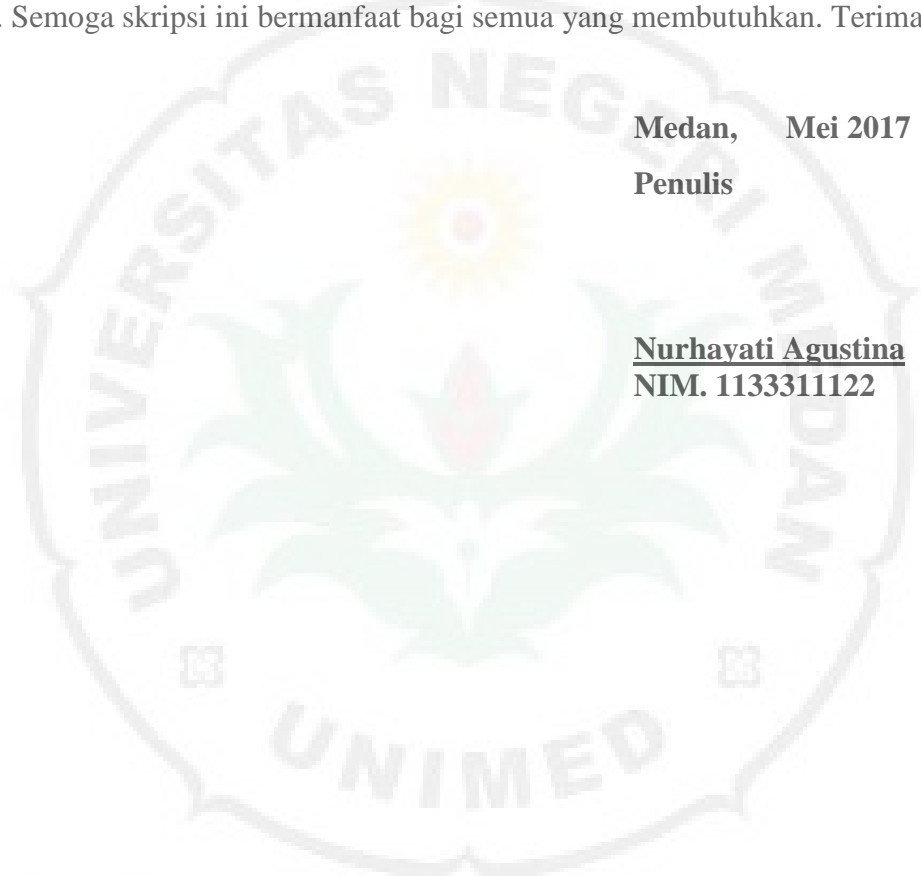 . Semoga skripsi ini bermanfaat bagi semua yang membutuhkan. Terima
Medan, Mei 2017
Penulis
Nurhayati Agustina
NIM. 1133311122
UNIVERSITAS NEGERI MEDAN
UNIMED